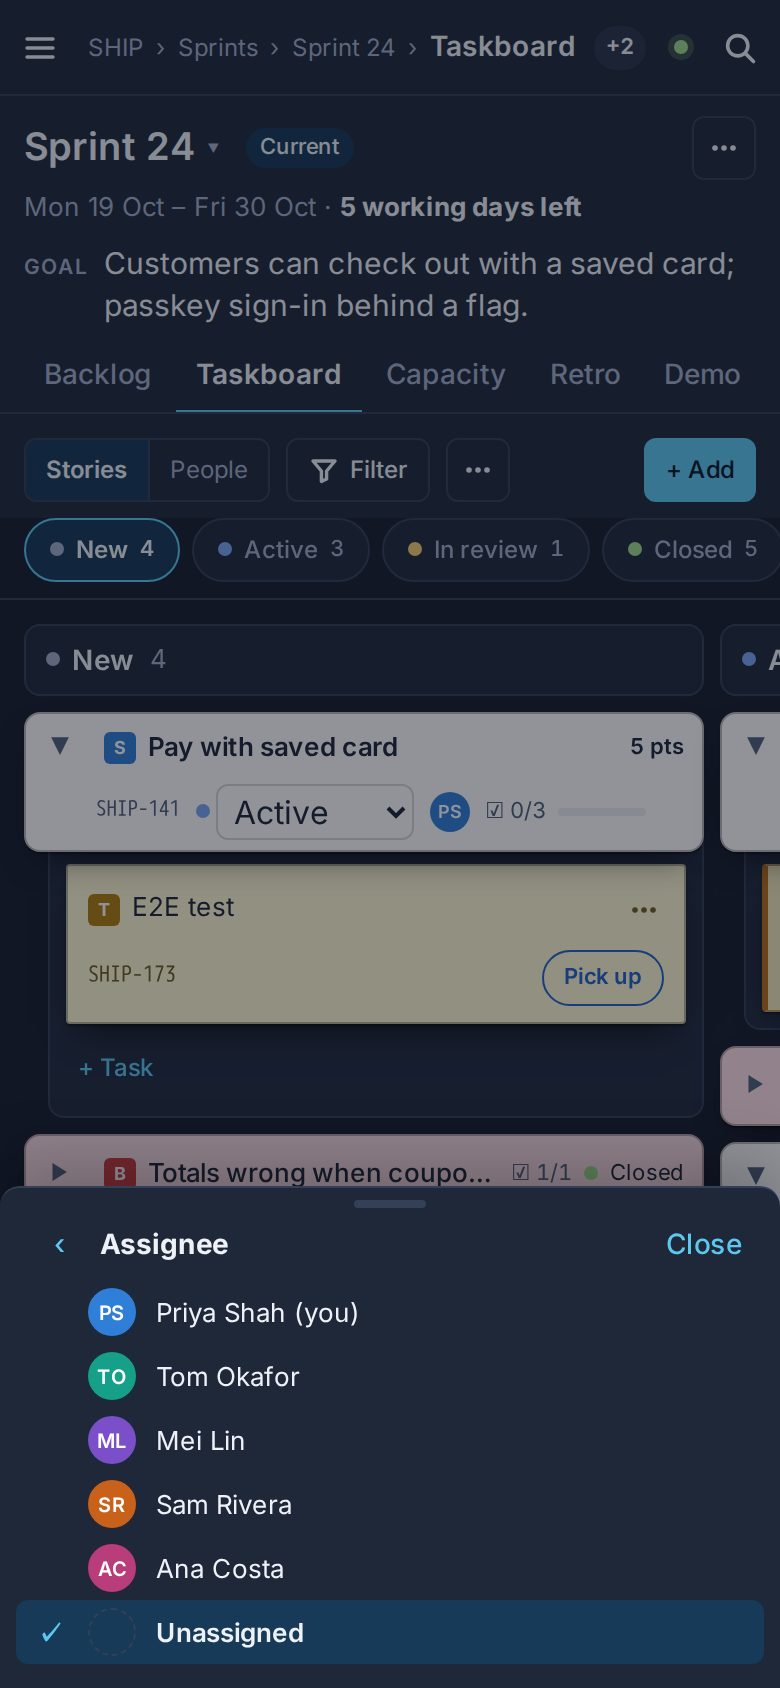 SHIP › Sprints › Sprint 24 › Taskboard +2
Sprint 24 ▾ Current •••
Mon 19 Oct – Fri 30 Oct · 5 working days left
GOAL Customers can check out with a saved card;
passkey sign-in behind a flag.
Backlog Taskboard Capacity Retro Demo
Stories People Filter ••• + Add
New 4 Active 3 In review 1 Closed 5
New 4
▼ S Pay with saved card 5 pts
SHIP-141 Active PS ☑ 0/3
T E2E test •••
SHIP-173 Pick up
+ Task
▶ B Totals wrong when coupo... ☑ 1/1 Closed
‹ Assignee Close
PS Priya Shah (you)
TO Tom Okafor
ML Mei Lin
SR Sam Rivera
AC Ana Costa
✓ Unassigned